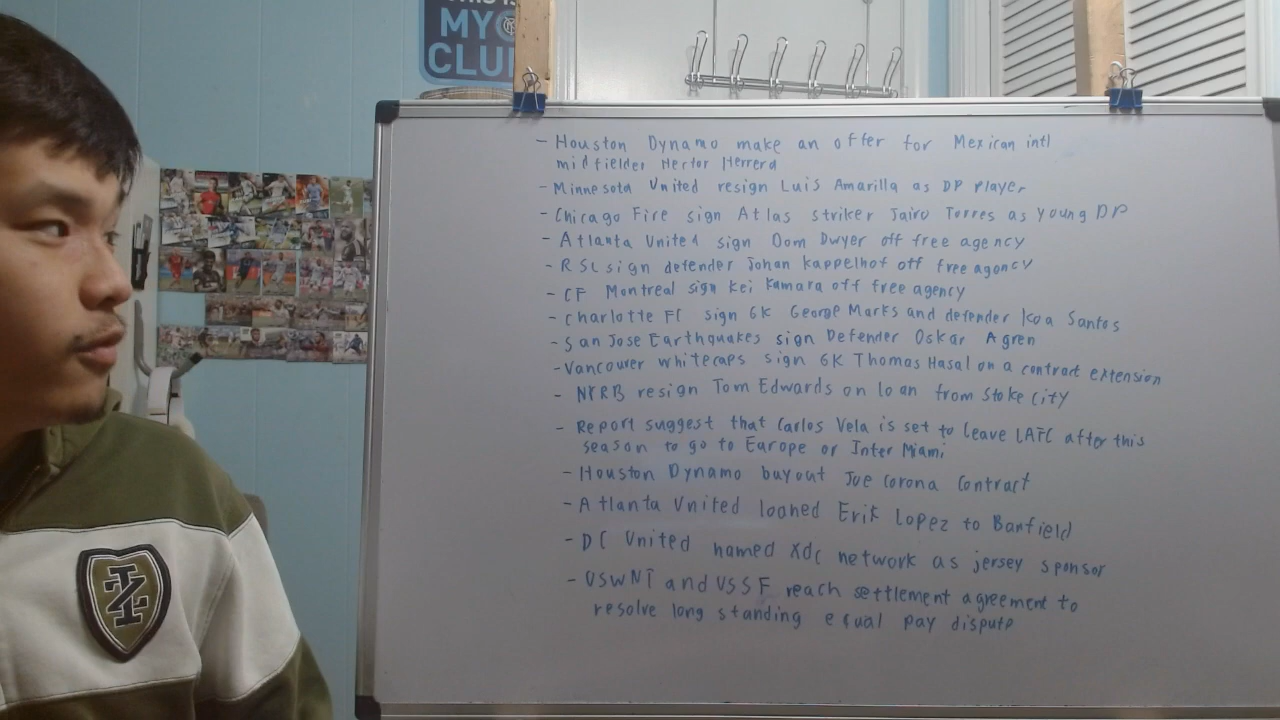 THIS IS
MY
CLUB
- Houston Dynamo make an offer for Mexican intl
midfielder Hector Herrera
- Minnesota United resign Luis Amarilla as DP player
- Chicago Fire sign Atlas striker Jairo Torres as young DP
- Atlanta United sign Dom Dwyer off free agency
- RSL sign defender Johan Kappelhof off free agency
- CF Montreal sign Kei Kamara off free agency
- Charlotte FC sign GK George Marks and defender Koa Santos
- San Jose Earthquakes sign Defender Oskar Agren
- Vancouver whitecaps sign GK Thomas Hasal on a contract extension
- NYRB resign Tom Edwards on loan from Stoke City
- Report suggest that Carlos Vela is set to leave LAFC after this
season to go to Europe or Inter Miami
- Houston Dynamo buyout Joe Corona Contract
- Atlanta United loaned Erik Lopez to Banfield
- DC United named Xdc network as jersey sponsor
- USWNT and USSF reach settlement agreement to
resolve long standing equal pay dispute